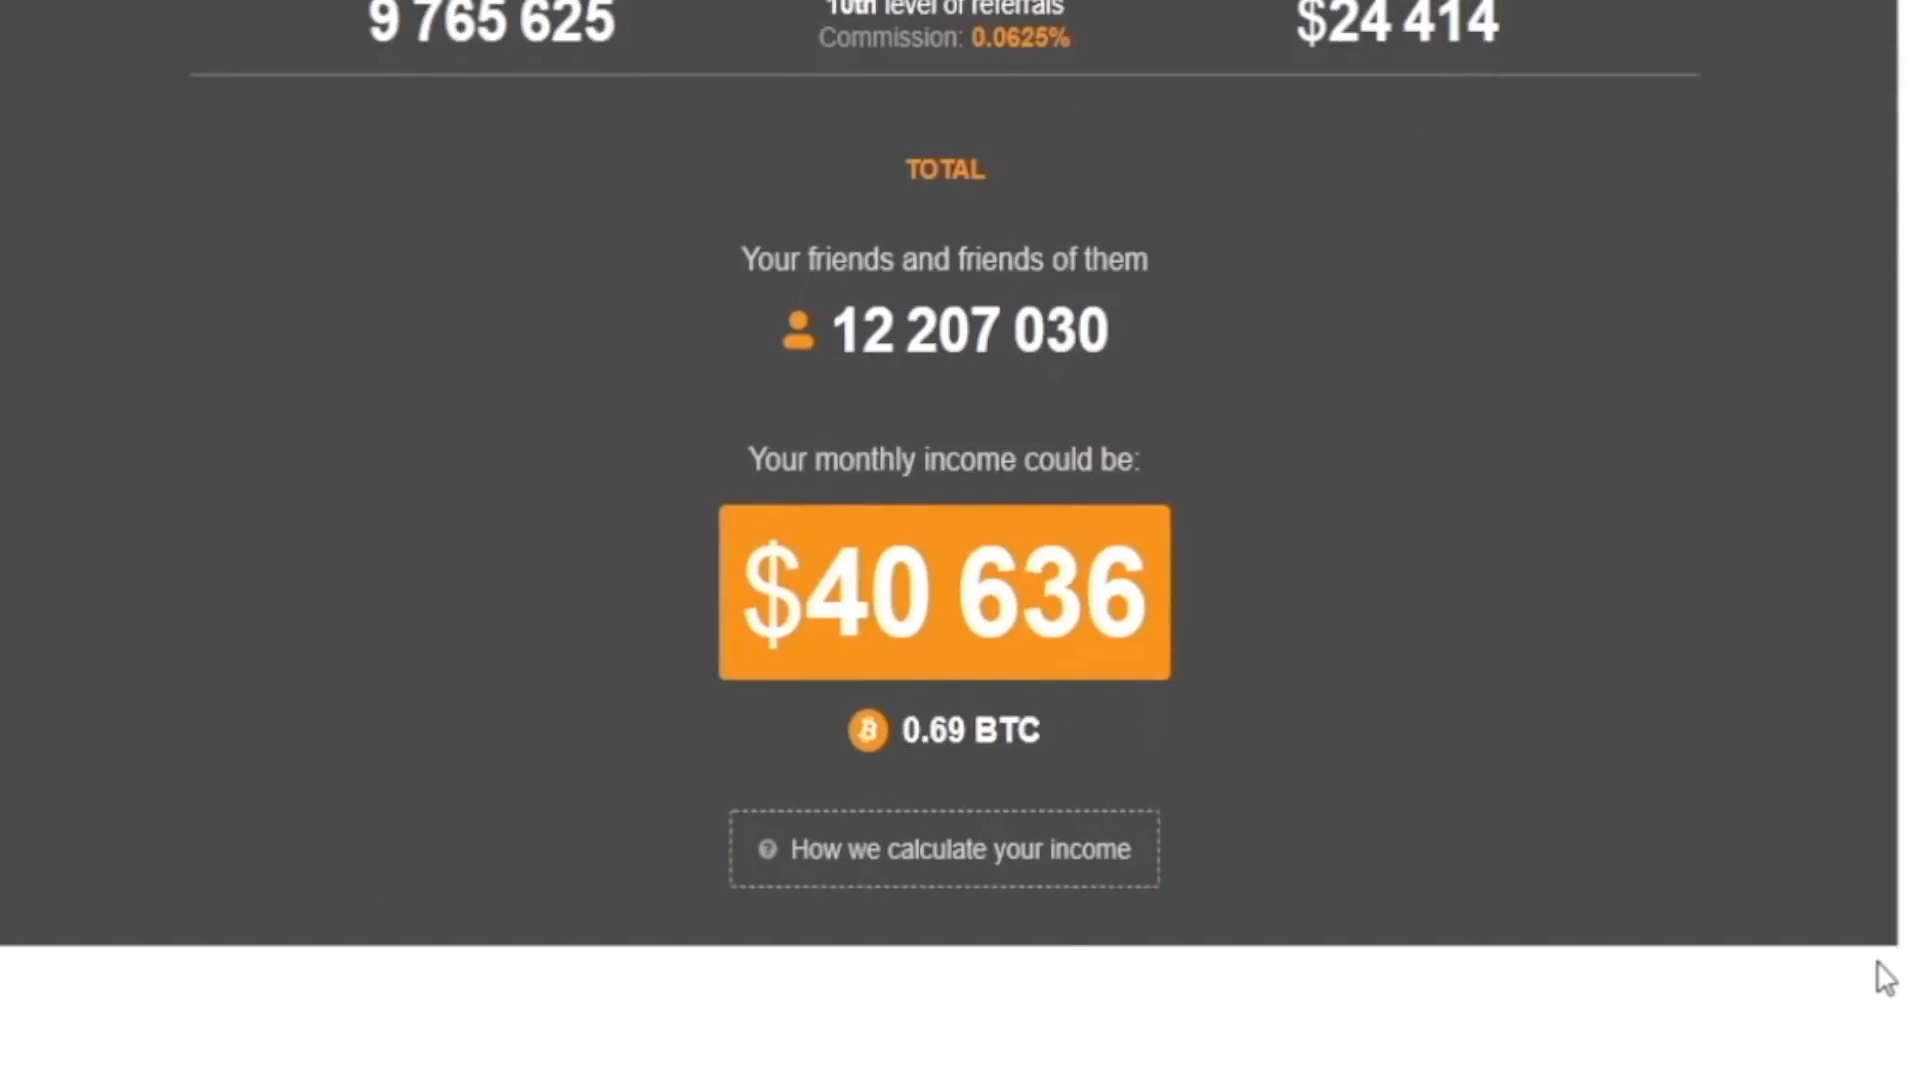 9 765 625
10th level of referrals
Commission: 0.0625%
$24 414
TOTAL
Your friends and friends of them
12 207 030
Your monthly income could be:
$40 636
0.69 BTC
How we calculate your income